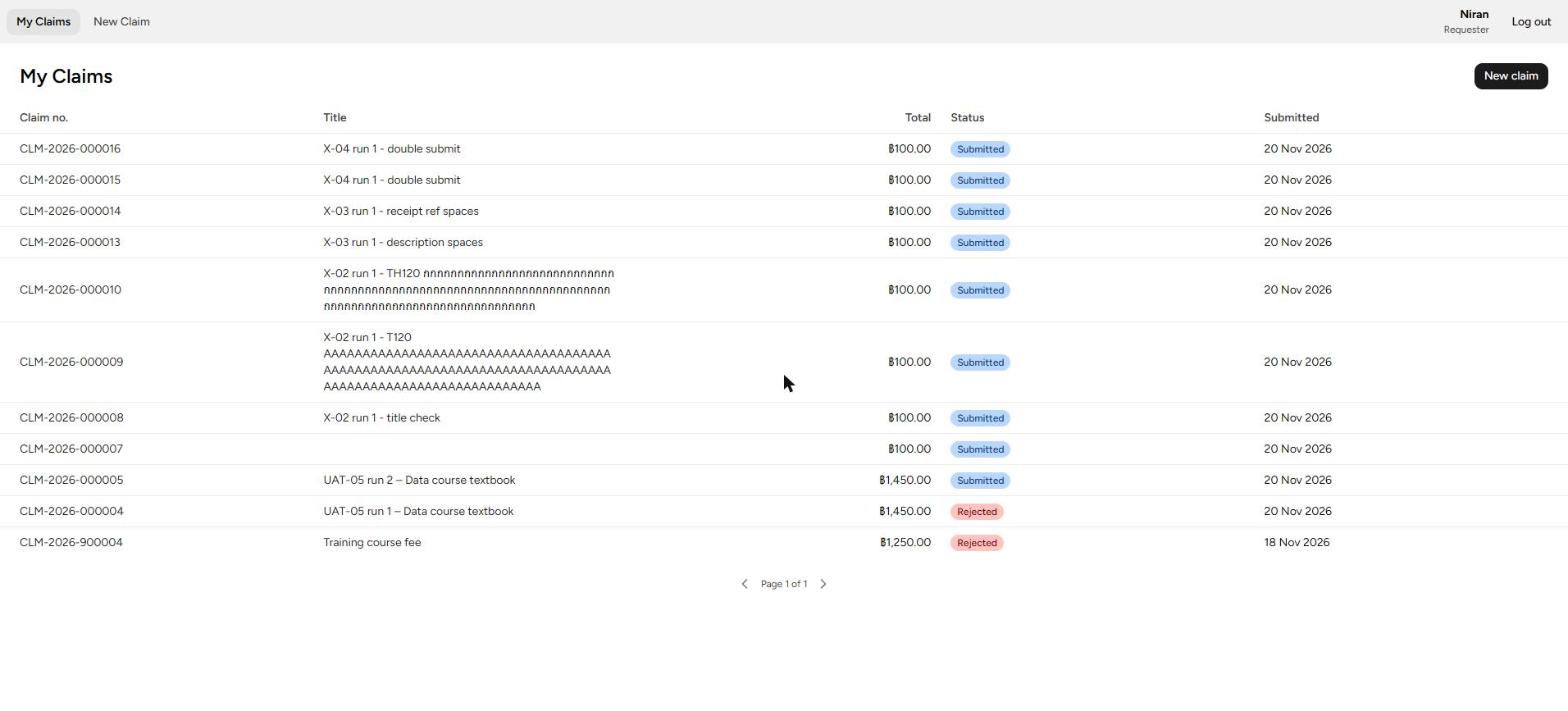 My Claims
New Claim
Niran
Requester
Log out
My Claims
New claim
Claim no. Title Total Status Submitted
CLM-2026-000016 X-04 run 1 - double submit ฿100.00 Submitted 20 Nov 2026
CLM-2026-000015 X-04 run 1 - double submit ฿100.00 Submitted 20 Nov 2026
CLM-2026-000014 X-03 run 1 - receipt ref spaces ฿100.00 Submitted 20 Nov 2026
CLM-2026-000013 X-03 run 1 - description spaces ฿100.00 Submitted 20 Nov 2026
X-02 run 1 - TH120 กกกกกกกกกกกกกกกกกกกกกกกกกกกก
CLM-2026-000010 กกกกกกกกกกกกกกกกกกกกกกกกกกกกกกกกกกกกกกกกกก ฿100.00 Submitted 20 Nov 2026
กกกกกกกกกกกกกกกกกกกกกกกกกกกกกกก
X-02 run 1 - T120
AAAAAAAAAAAAAAAAAAAAAAAAAAAAAAAAAAAAA
CLM-2026-000009 ฿100.00 Submitted 20 Nov 2026
AAAAAAAAAAAAAAAAAAAAAAAAAAAAAAAAAAAAA
AAAAAAAAAAAAAAAAAAAAAAAAAAAA
CLM-2026-000008 X-02 run 1 - title check ฿100.00 Submitted 20 Nov 2026
CLM-2026-000007 ฿100.00 Submitted 20 Nov 2026
CLM-2026-000005 UAT-05 run 2 – Data course textbook ฿1,450.00 Submitted 20 Nov 2026
CLM-2026-000004 UAT-05 run 1 – Data course textbook ฿1,450.00 Rejected 20 Nov 2026
CLM-2026-900004 Training course fee ฿1,250.00 Rejected 18 Nov 2026
Page 1 of 1